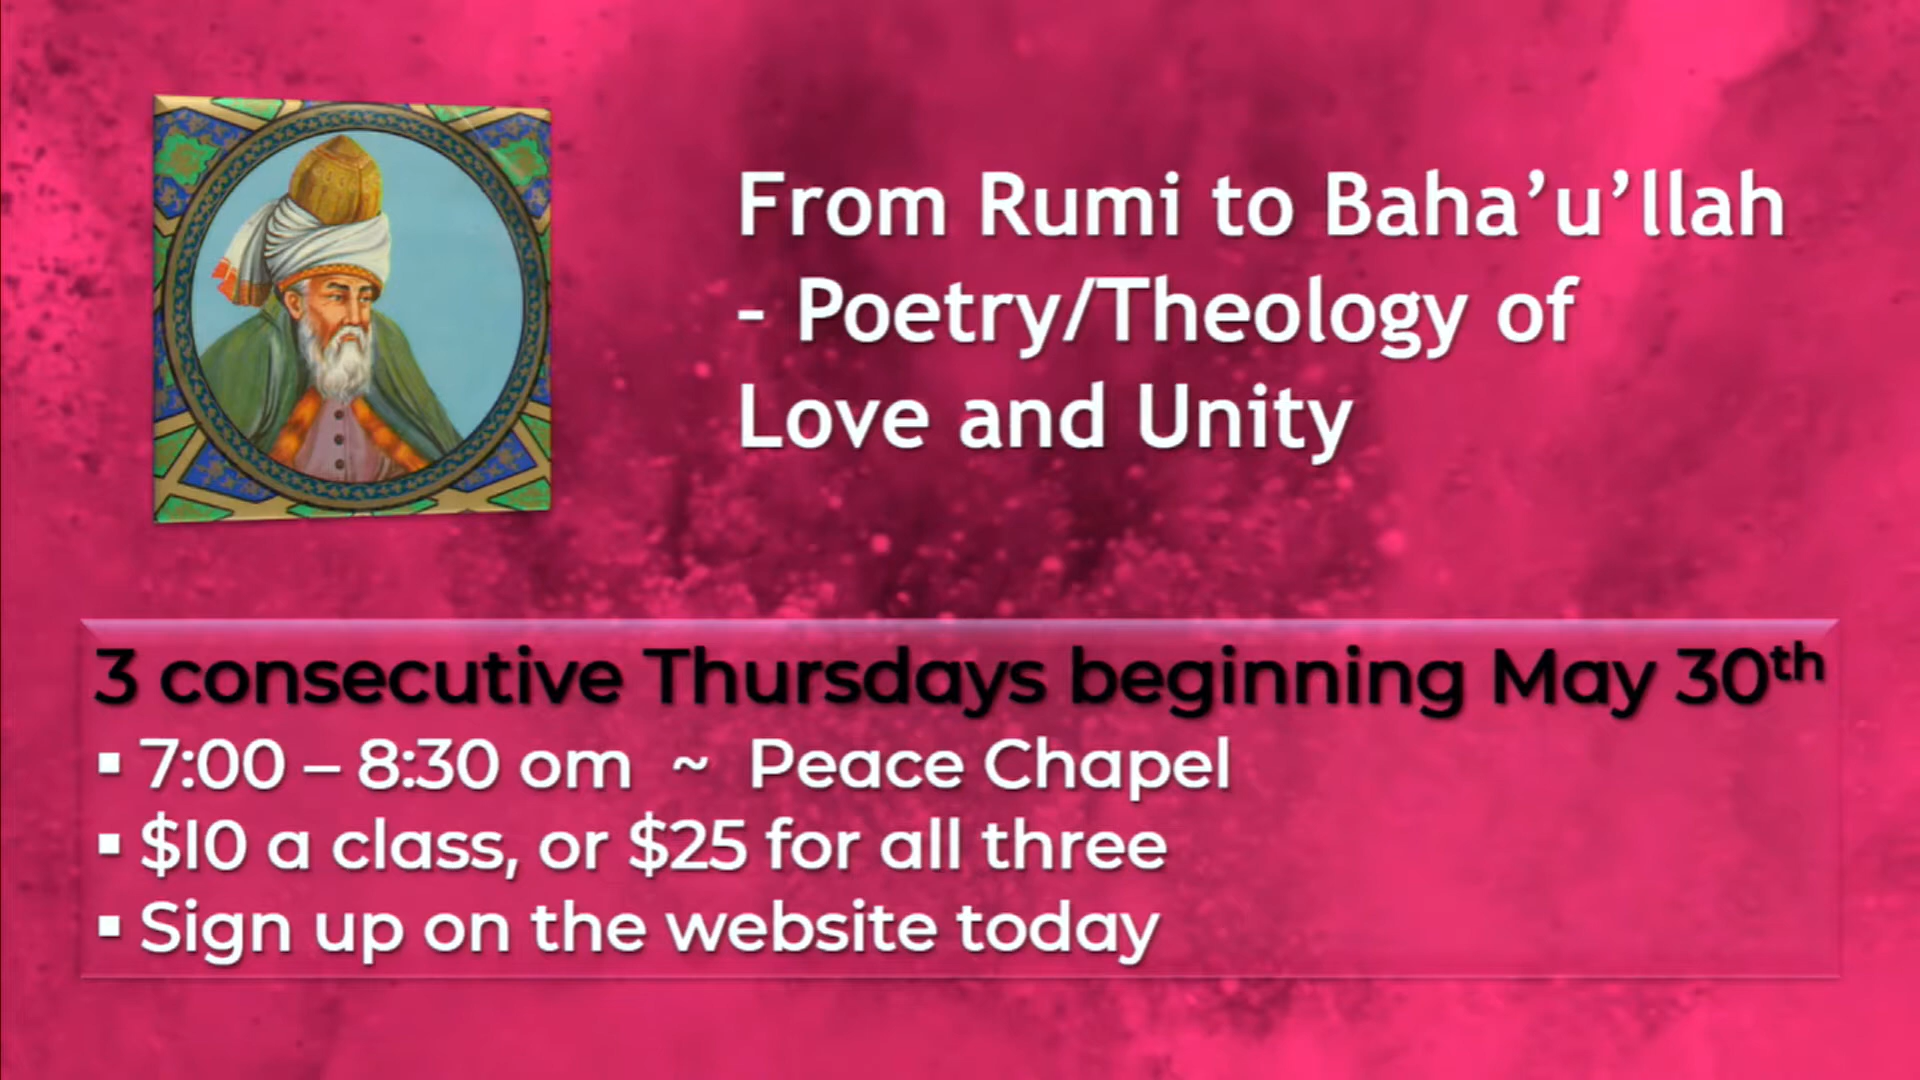 From Rumi to Baha’u’llah
- Poetry/Theology of
Love and Unity
3 consecutive Thursdays beginning May 30th
▪ 7:00 – 8:30 om ~ Peace Chapel
▪ $10 a class, or $25 for all three
▪ Sign up on the website today